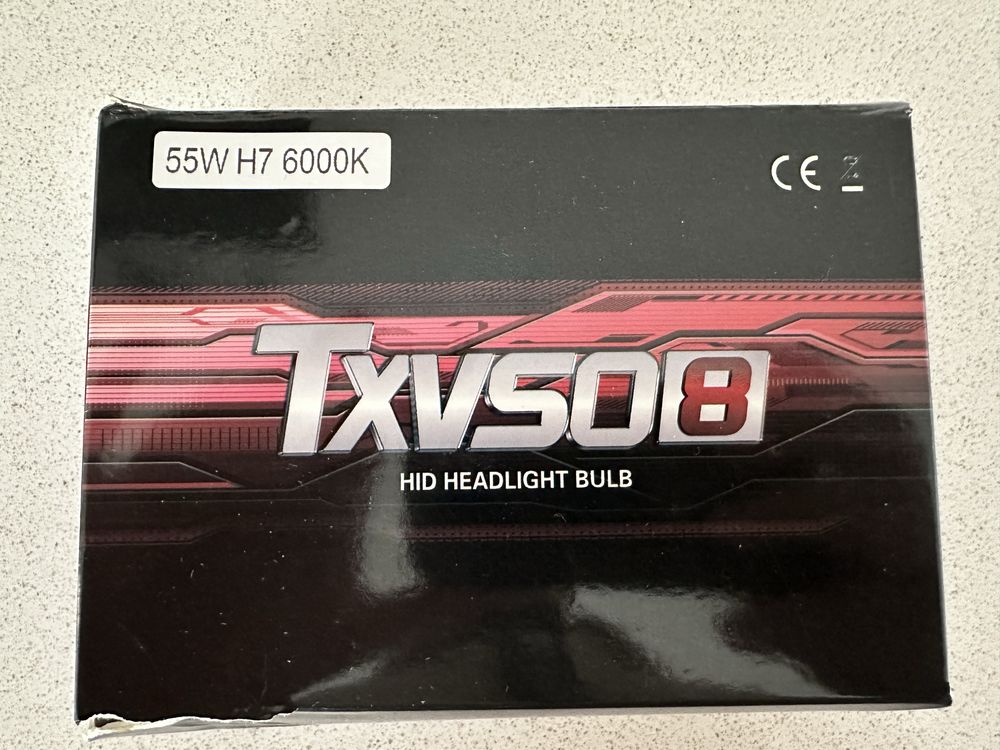 55W H7 6000K
CE
TXVSO8
HID HEADLIGHT BULB